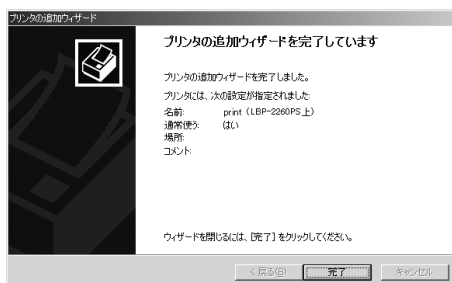 プリンタの追加ウィザード
プリンタの追加ウィザードを完了しています
プリンタの追加ウィザードを完了しました。
プリンタには、次の設定が指定されました:
名前: print (LBP-2260PS上)
通常使う: はい
場所:
コメント:
ウィザードを閉じるには、[完了]をクリックしてください。
< 戻る(B) 完了 キャンセル